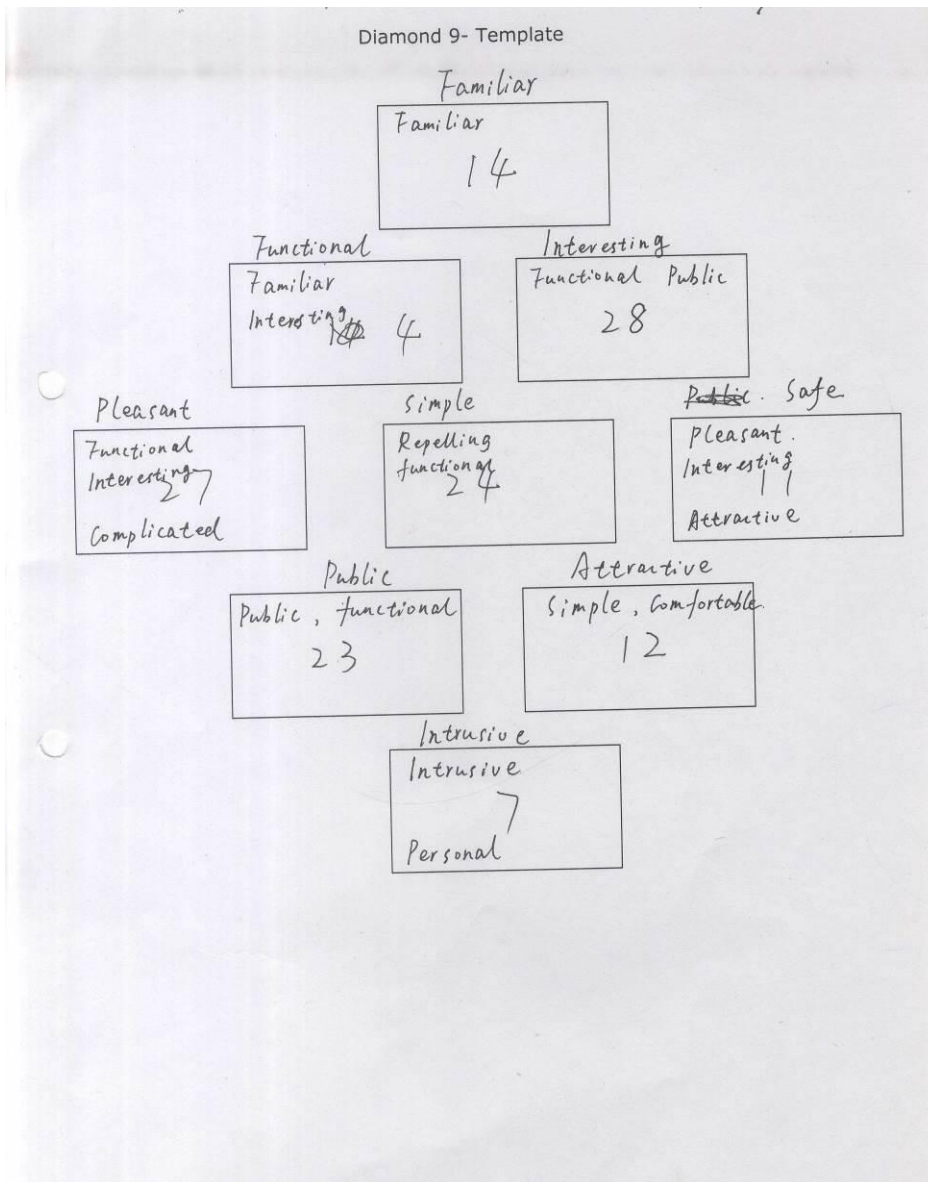 Diamond 9- Template
Familiar
Familiar
14
Functional
Familiar
Interesting
4
Interesting
Functional Public
28
Pleasant
Functional
Interesting
27
Complicated
Simple
Repelling
functional
24
Public. Safe
Pleasant.
Interesting
11
Attractive
Public
Public, functional
23
Attractive
Simple, Comfortable.
12
Intrusive
Intrusive
7
Personal